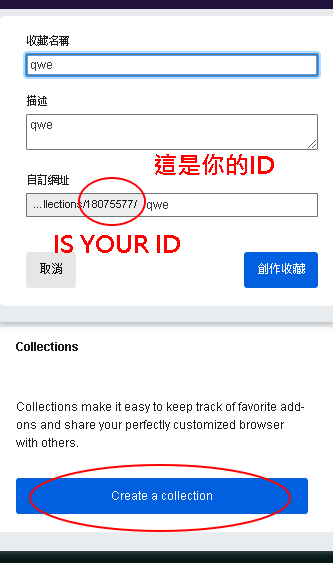 收藏名稱
qwe
描述
qwe
這是你的ID
自訂網址
...llections/18075577/ qwe
IS YOUR ID
取消
創作收藏
Collections
Collections make it easy to keep track of favorite add-
ons and share your perfectly customized browser
with others.
Create a collection